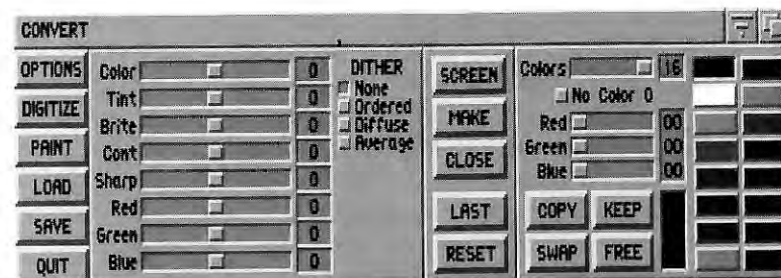 CONVERT
OPTIONS
DIGITIZE
PAINT
LOAD
SAVE
QUIT
Color 0
Tint 0
Brite 0
Cont 0
Sharp 0
Red 0
Green 0
Blue 0
DITHER
None
Ordered
Diffuse
Average
SCREEN
MAKE
CLOSE
LAST
RESET
Colors 16
No Color 0
Red 00
Green 00
Blue 00
COPY KEEP
SWAP FREE